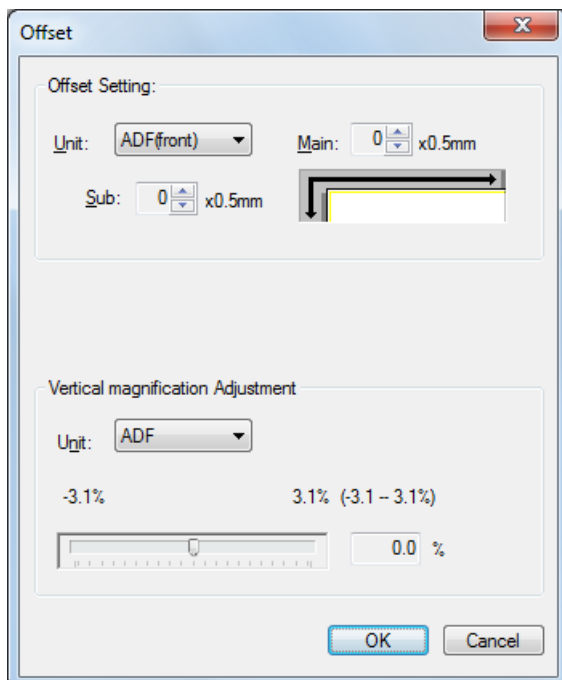 Offset
Offset Setting:
Unit: ADF(front) Main: 0 x0.5mm
Sub: 0 x0.5mm
Vertical magnification Adjustment
Unit: ADF
-3.1% 3.1% (-3.1 -- 3.1%)
0.0 %
OK Cancel